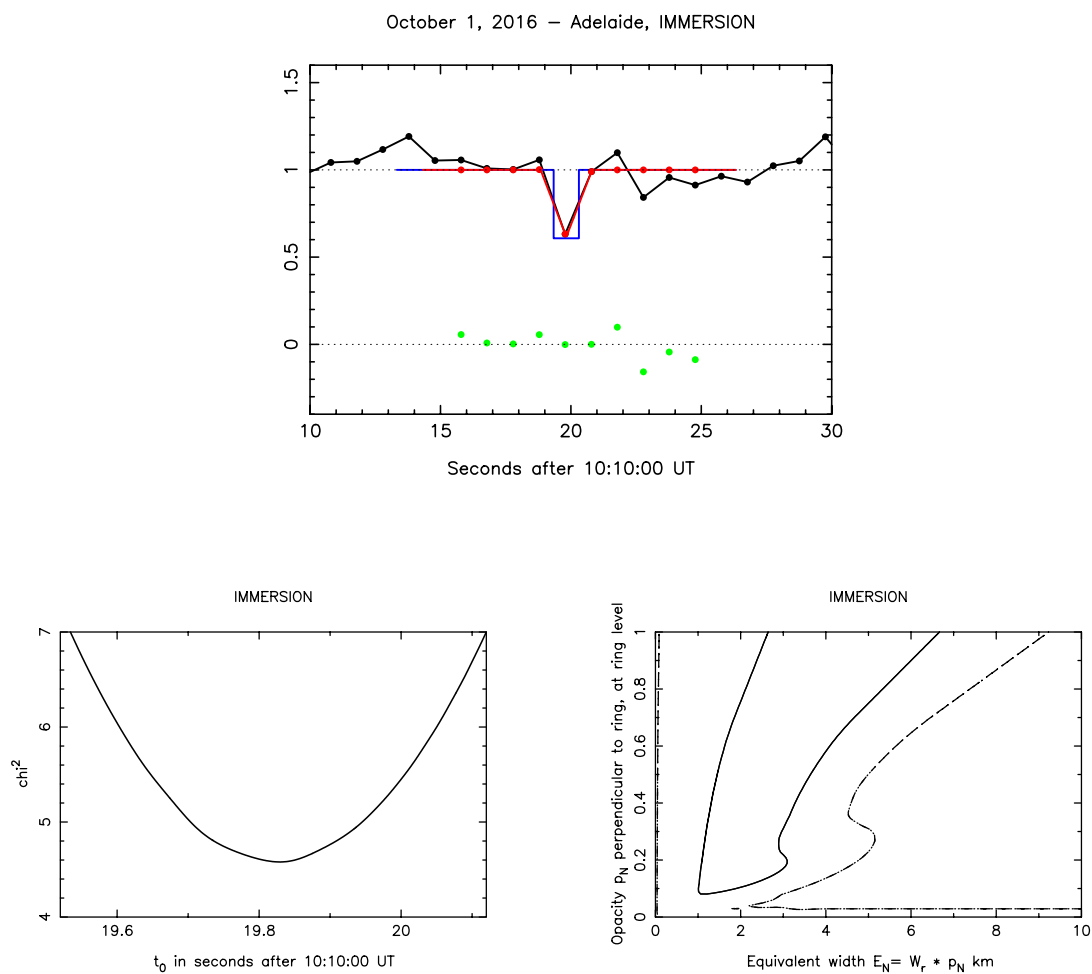 October 1, 2016 – Adelaide, IMMERSION
1.5
1
0.5
0
10 15 20 25 30
Seconds after 10:10:00 UT
IMMERSION
7
6
5
4
chi²
19.6 19.8 20
t₀ in seconds after 10:10:00 UT
IMMERSION
1
0.8
0.6
0.4
0.2
0
Opacity p_N perpendicular to ring, at ring level
0 2 4 6 8 10
Equivalent width E_N= W_r * p_N km